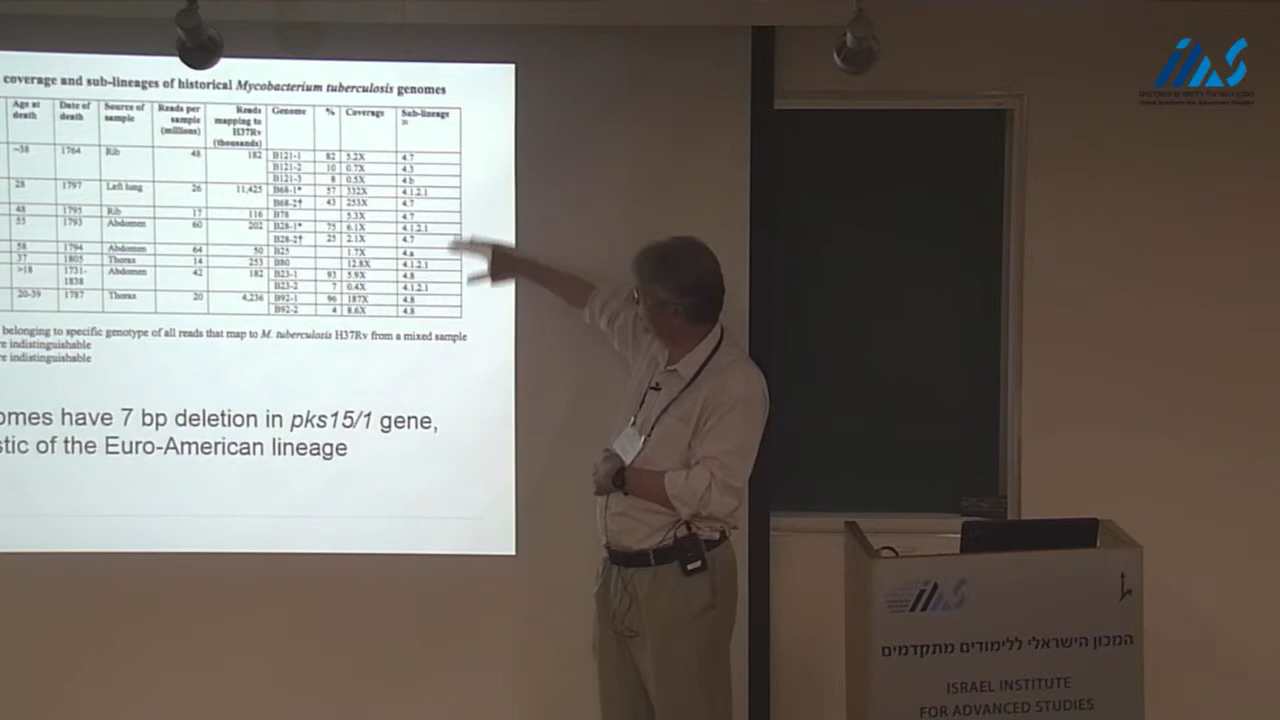 coverage and sub-lineages of historical Mycobacterium tuberculosis genomes
Age at death | Date of death | Source of sample | Reads per sample (millions) | Reads mapping to H37Rv (thousands) | Genome | % | Coverage | Sub-lineage
~38 | 1764 | Rib | 48 | 182 | B121-1 | 82 | 5.2X | 4.7
B121-2 | 10 | 0.7X | 4.3
B121-3 | 8 | 0.5X
28 | 1797 | Left lung | 26 | 11,425 | B68-1* | 57 | 332X | 4.1.2.1
B68-2† | 43 | 253X | 4.7
48 | 1795 | Rib | 17 | 116 | B78 | 5.3X | 4.7
55 | 1793 | Abdomen | 60 | 202 | B28-1* | 75 | 6.1X | 4.1.2.1
B28-2† | 25 | 2.1X | 4.7
58 | 1794 | Abdomen | 64 | 50 | B25 | 1.7X
37 | 1805 | Thorax | 14 | 253 | B80 | 12.8X | 4.1.2.1
>18 | 1731-1838 | Abdomen | 42 | 182 | B23-1 | 93 | 5.9X | 4.8
B23-2 | 7 | 0.4X | 4.1.2.1
20-39 | 1787 | Thorax | 20 | 4,236 | B92-1 | 96 | 187X | 4.8
B92-2 | 4 | 8.6X | 4.8
belonging to specific genotype of all reads that map to M. tuberculosis H37Rv from a mixed sample
re indistinguishable
re indistinguishable
omes have 7 bp deletion in pks15/1 gene,
stic of the Euro-American lineage
IIAS
המכון הישראלי ללימודים מתקדמים
Israel Institute for Advanced Studies
IIAS
המכון הישראלי ללימודים מתקדמים
ISRAEL INSTITUTE
FOR ADVANCED STUDIES